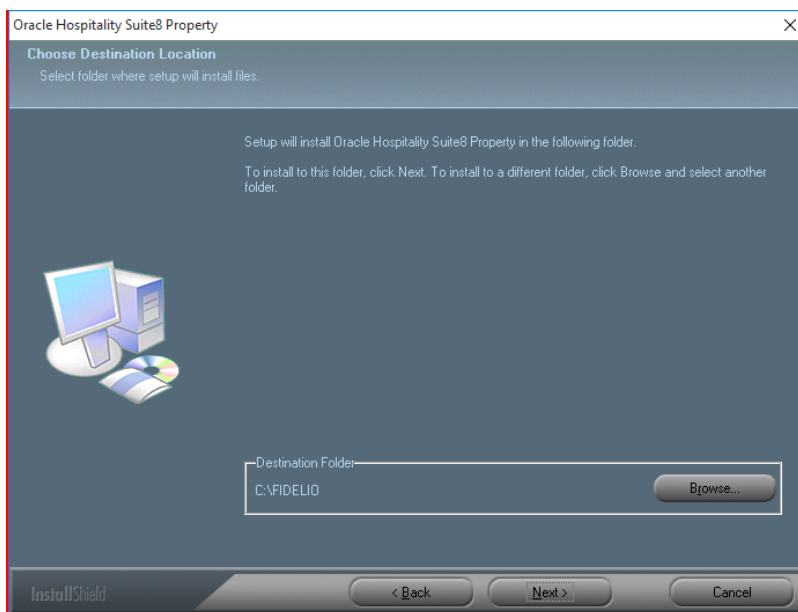 Oracle Hospitality Suite8 Property
Choose Destination Location
Select folder where setup will install files.
Setup will install Oracle Hospitality Suite8 Property in the following folder.
To install to this folder, click Next. To install to a different folder, click Browse and select another
folder.
Destination Folder
C:\FIDELIO
Browse...
InstallShield
< Back
Next >
Cancel